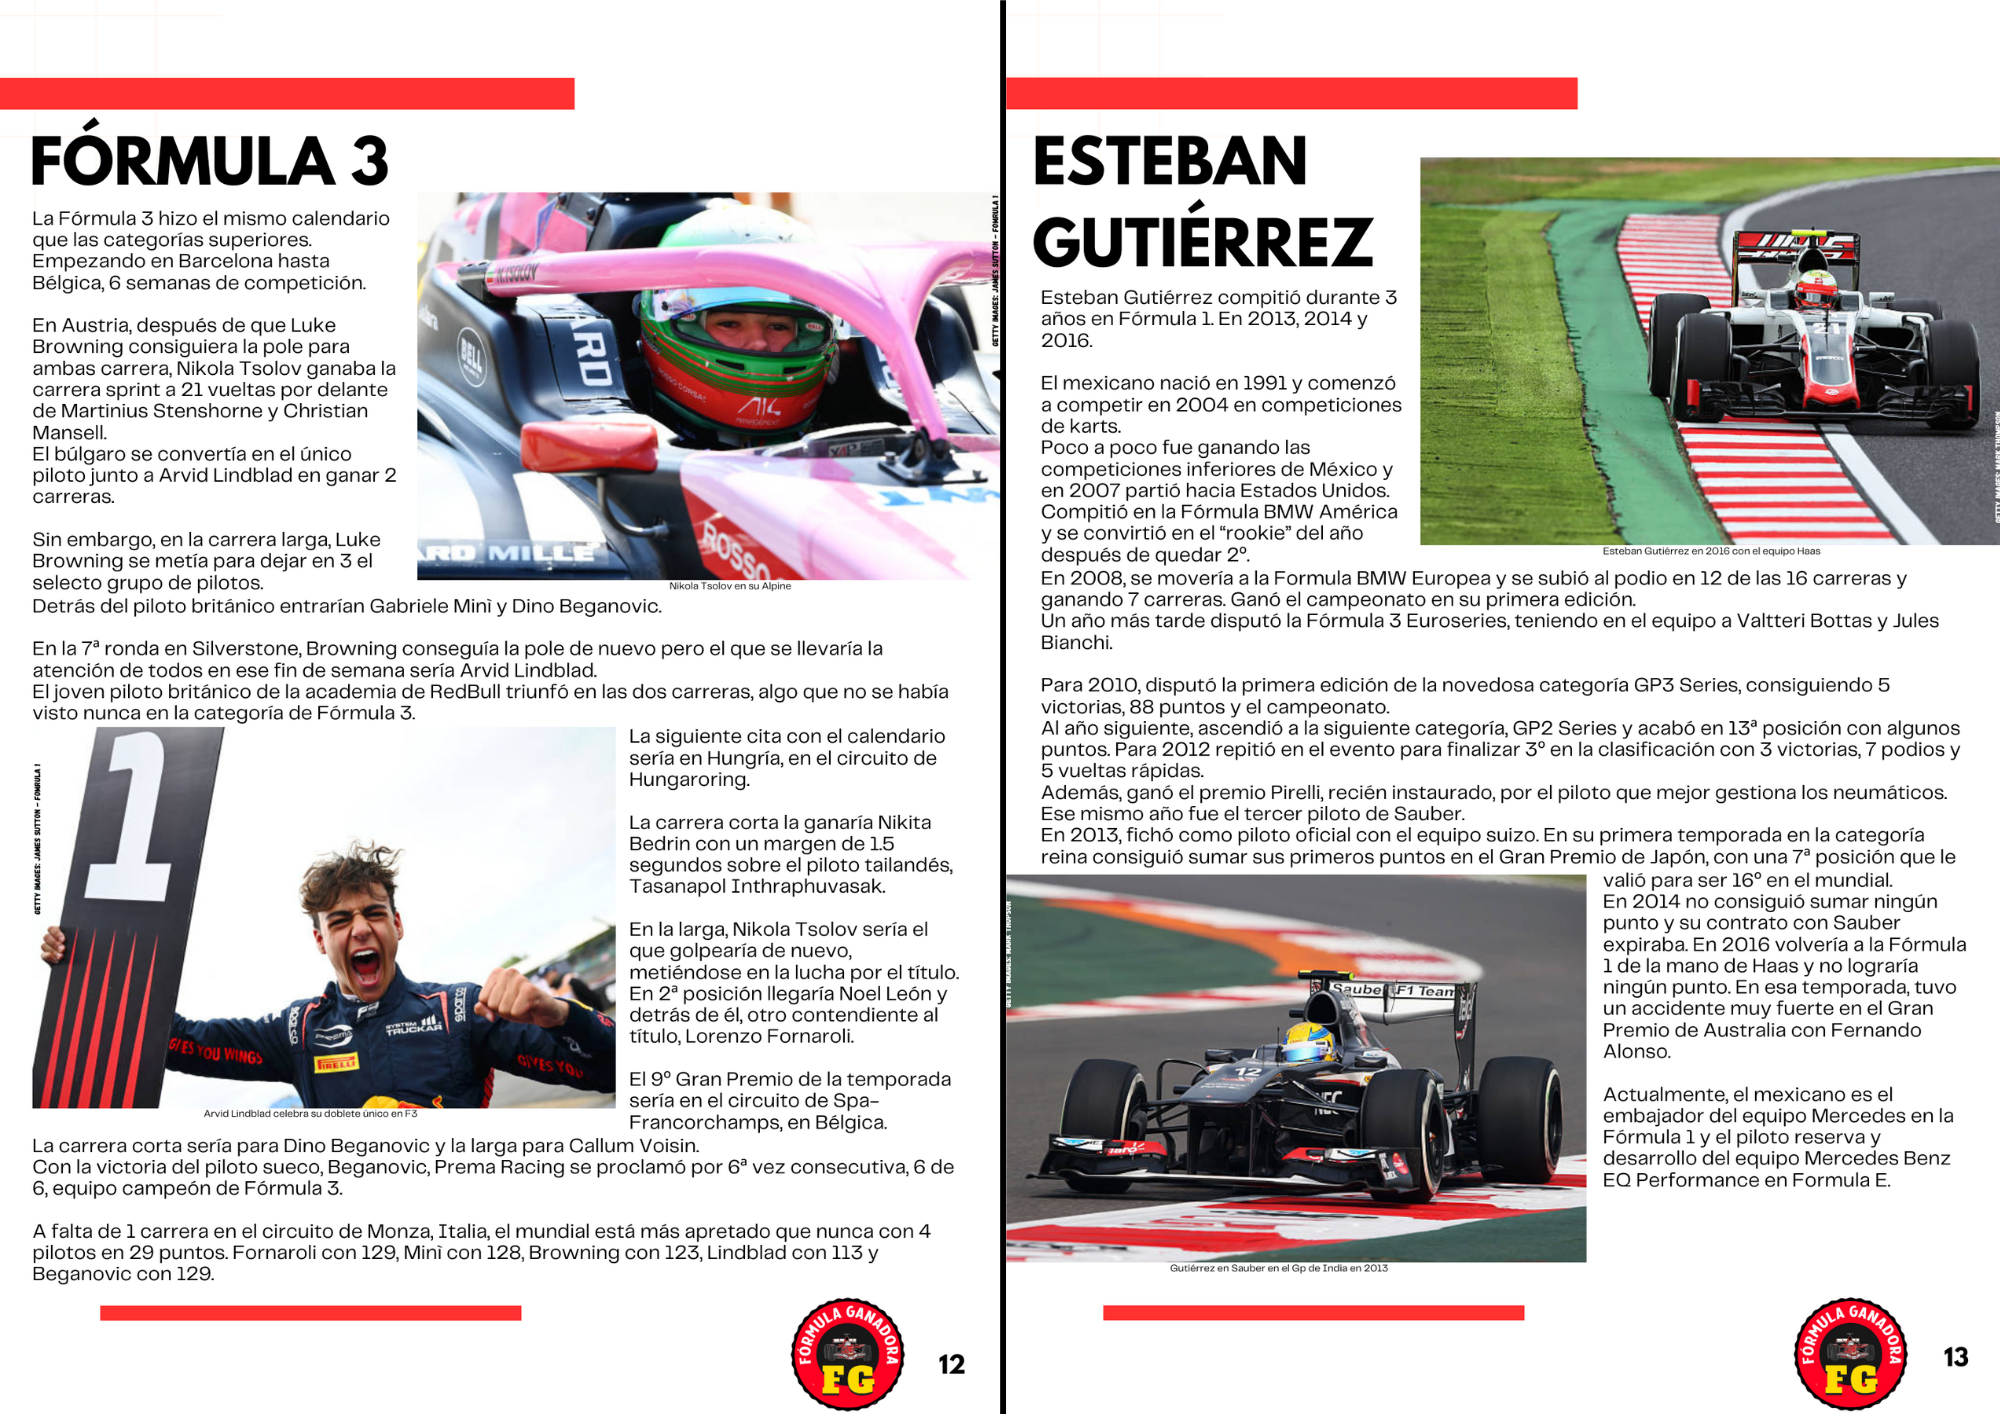 FÓRMULA 3
La Fórmula 3 hizo el mismo calendario
que las categorías superiores.
Empezando en Barcelona hasta
Bélgica, 6 semanas de competición.
En Austria, después de que Luke
Browning consiguiera la pole para
ambas carrera, Nikola Tsolov ganaba la
carrera sprint a 21 vueltas por delante
de Martinius Stenshorne y Christian
Mansell.
El búlgaro se convertía en el único
piloto junto a Arvid Lindblad en ganar 2
carreras.
Sin embargo, en la carrera larga, Luke
Browning se metía para dejar en 3 el
selecto grupo de pilotos.
Detrás del piloto británico entrarían Gabriele Minì y Dino Beganovic.
N.TSOLOV
BELL
ARD
ROSSO CORSA
MANAGEMENT
ARD MILLE
ROSSO
GETTY IMAGES: JAMES SUTTON - FOMRULA 1
Nikola Tsolov en su Alpine
En la 7ª ronda en Silverstone, Browning conseguía la pole de nuevo pero el que se llevaría la
atención de todos en ese fin de semana sería Arvid Lindblad.
El joven piloto británico de la academia de RedBull triunfó en las dos carreras, algo que no se había
visto nunca en la categoría de Fórmula 3.
GETTY IMAGES: JAMES SUTTON - FOMRULA 1
1
GIVES YOU WINGS
PREMA
SYSTEM
TRUCKAR
sparco
PIRELLI
GIVES YOU
Arvid Lindblad celebra su doblete único en F3
La siguiente cita con el calendario
sería en Hungría, en el circuito de
Hungaroring.
La carrera corta la ganaría Nikita
Bedrin con un margen de 1.5
segundos sobre el piloto tailandés,
Tasanapol Inthraphuvasak.
En la larga, Nikola Tsolov sería el
que golpearía de nuevo,
metiéndose en la lucha por el título.
En 2ª posición llegaría Noel León y
detrás de él, otro contendiente al
título, Lorenzo Fornaroli.
El 9º Gran Premio de la temporada
sería en el circuito de Spa-
Francorchamps, en Bélgica.
La carrera corta sería para Dino Beganovic y la larga para Callum Voisin.
Con la victoria del piloto sueco, Beganovic, Prema Racing se proclamó por 6ª vez consecutiva, 6 de
6, equipo campeón de Fórmula 3.
A falta de 1 carrera en el circuito de Monza, Italia, el mundial está más apretado que nunca con 4
pilotos en 29 puntos. Fornaroli con 129, Minì con 128, Browning con 123, Lindblad con 113 y
Beganovic con 129.
FÓRMULA GANADORA
FG
12
ESTEBAN
GUTIÉRREZ
Esteban Gutiérrez compitió durante 3
años en Fórmula 1. En 2013, 2014 y
2016.
El mexicano nació en 1991 y comenzó
a competir en 2004 en competiciones
de karts.
Poco a poco fue ganando las
competiciones inferiores de México y
en 2007 partió hacia Estados Unidos.
Compitió en la Fórmula BMW América
y se convirtió en el “rookie” del año
después de quedar 2º.
HAAS
21
GETTY IMAGES: MARK THOMPSON
Esteban Gutiérrez en 2016 con el equipo Haas
En 2008, se movería a la Formula BMW Europea y se subió al podio en 12 de las 16 carreras y
ganando 7 carreras. Ganó el campeonato en su primera edición.
Un año más tarde disputó la Fórmula 3 Euroseries, teniendo en el equipo a Valtteri Bottas y Jules
Bianchi.
Para 2010, disputó la primera edición de la novedosa categoría GP3 Series, consiguiendo 5
victorias, 88 puntos y el campeonato.
Al año siguiente, ascendió a la siguiente categoría, GP2 Series y acabó en 13ª posición con algunos
puntos. Para 2012 repitió en el evento para finalizar 3º en la clasificación con 3 victorias, 7 podios y
5 vueltas rápidas.
Además, ganó el premio Pirelli, recién instaurado, por el piloto que mejor gestiona los neumáticos.
Ese mismo año fue el tercer piloto de Sauber.
En 2013, fichó como piloto oficial con el equipo suizo. En su primera temporada en la categoría
reina consiguió sumar sus primeros puntos en el Gran Premio de Japón, con una 7ª posición que le
valió para ser 16º en el mundial.
En 2014 no consiguió sumar ningún
punto y su contrato con Sauber
expiraba. En 2016 volvería a la Fórmula
1 de la mano de Haas y no lograría
ningún punto. En esa temporada, tuvo
un accidente muy fuerte en el Gran
Premio de Australia con Fernando
Alonso.
Actualmente, el mexicano es el
embajador del equipo Mercedes en la
Fórmula 1 y el piloto reserva y
desarrollo del equipo Mercedes Benz
EQ Performance en Formula E.
Sauber F1 Team
12
NEC
Gutiérrez en Sauber en el Gp de India en 2013
FÓRMULA GANADORA
FG
13